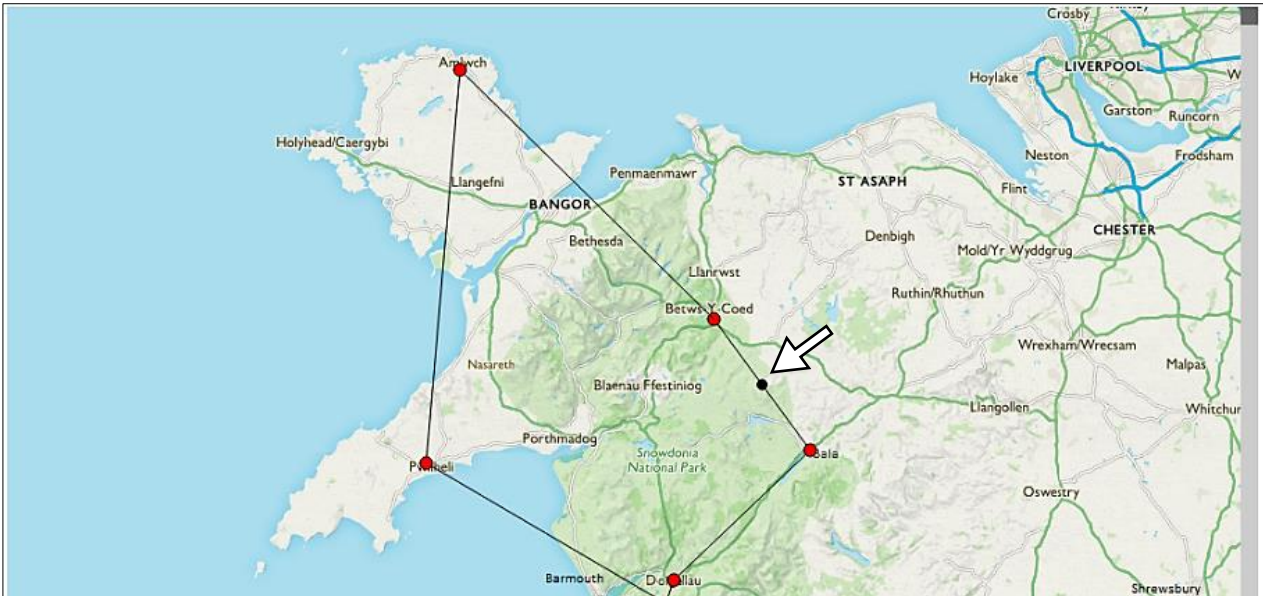 Crosby
LIVERPOOL
Hoylake
Amlwch
Garston
Runcorn
Holyhead/Caergybi
Neston
Frodsham
Penmaenmawr
Llangefni
ST ASAPH
Flint
BANGOR
CHESTER
Bethesda
Denbigh
Mold/Yr Wyddgrug
Llanrwst
Ruthin/Rhuthun
Betws-Y-Coed
Wrexham/Wrecsam
Nasareth
Malpas
Blaenau Ffestiniog
Llangollen
Whitchur
Porthmadog
Snowdonia
National Park
Bala
Pwllheli
Oswestry
Barmouth
Dolgellau
Shrewsbury